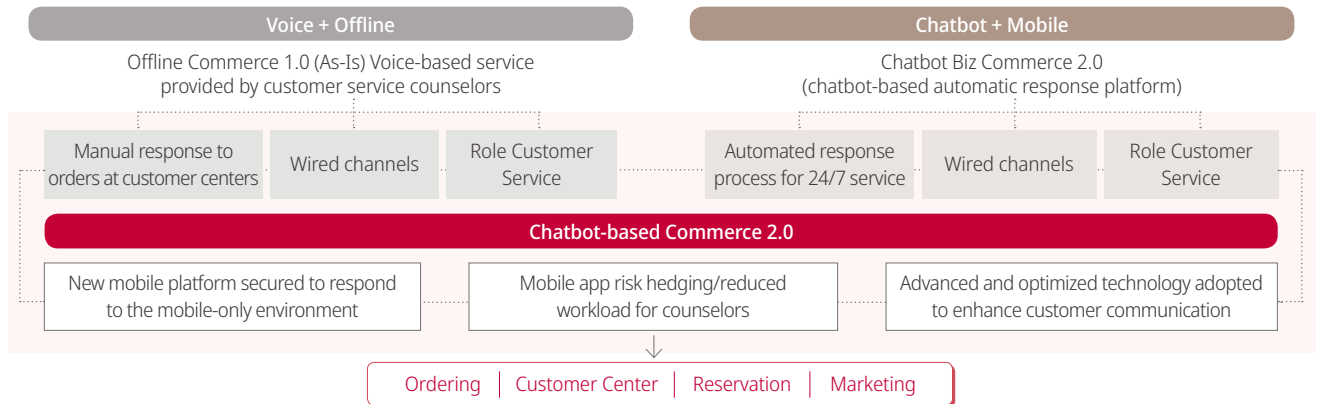 Voice + Offline
Chatbot + Mobile
Offline Commerce 1.0 (As-Is) Voice-based service
provided by customer service counselors
Chatbot Biz Commerce 2.0
(chatbot-based automatic response platform)
Manual response to
orders at customer centers
Wired channels
Role Customer
Service
Automated response
process for 24/7 service
Wired channels
Role Customer
Service
Chatbot-based Commerce 2.0
New mobile platform secured to respond
to the mobile-only environment
Mobile app risk hedging/reduced
workload for counselors
Advanced and optimized technology adopted
to enhance customer communication
Ordering | Customer Center | Reservation | Marketing